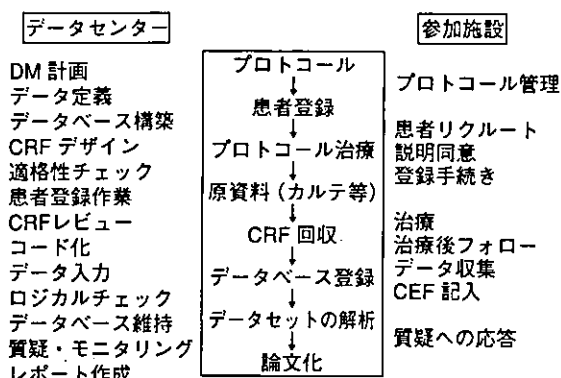 データセンター
DM 計画
データ定義
データベース構築
CRF デザイン
適格性チェック
患者登録作業
CRFレビュー
コード化
データ入力
ロジカルチェック
データベース維持
質疑・モニタリング
レポート作成
プロトコール
↓
患者登録
↓
プロトコール治療
↓
原資料(カルテ等)
↓
CRF 回収
↓
データベース登録
↓
データセットの解析
↓
論文化
参加施設
プロトコール管理
患者リクルート
説明同意
登録手続き
治療
治療後フォロー
データ収集
CEF 記入
質疑への応答